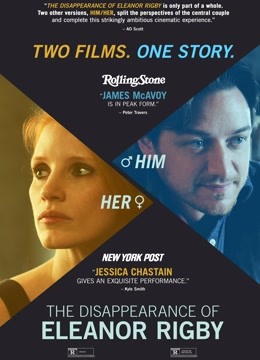 "THE DISAPPEARANCE OF ELEANOR RIGBY is only part of a whole.
Two other versions, HIM/HER, split the perspectives of the central couple
and complete this strikingly ambitious cinematic experience."
– AO Scott
TWO FILMS. ONE STORY.
RollingStone
"JAMES McAVOY
IS IN PEAK FORM."
– Peter Travers
♂HIM
HER♀
NEW YORK POST
"JESSICA CHASTAIN
GIVES AN EXQUISITE PERFORMANCE."
– Kyle Smith
THE DISAPPEARANCE OF
ELEANOR RIGBY
R R